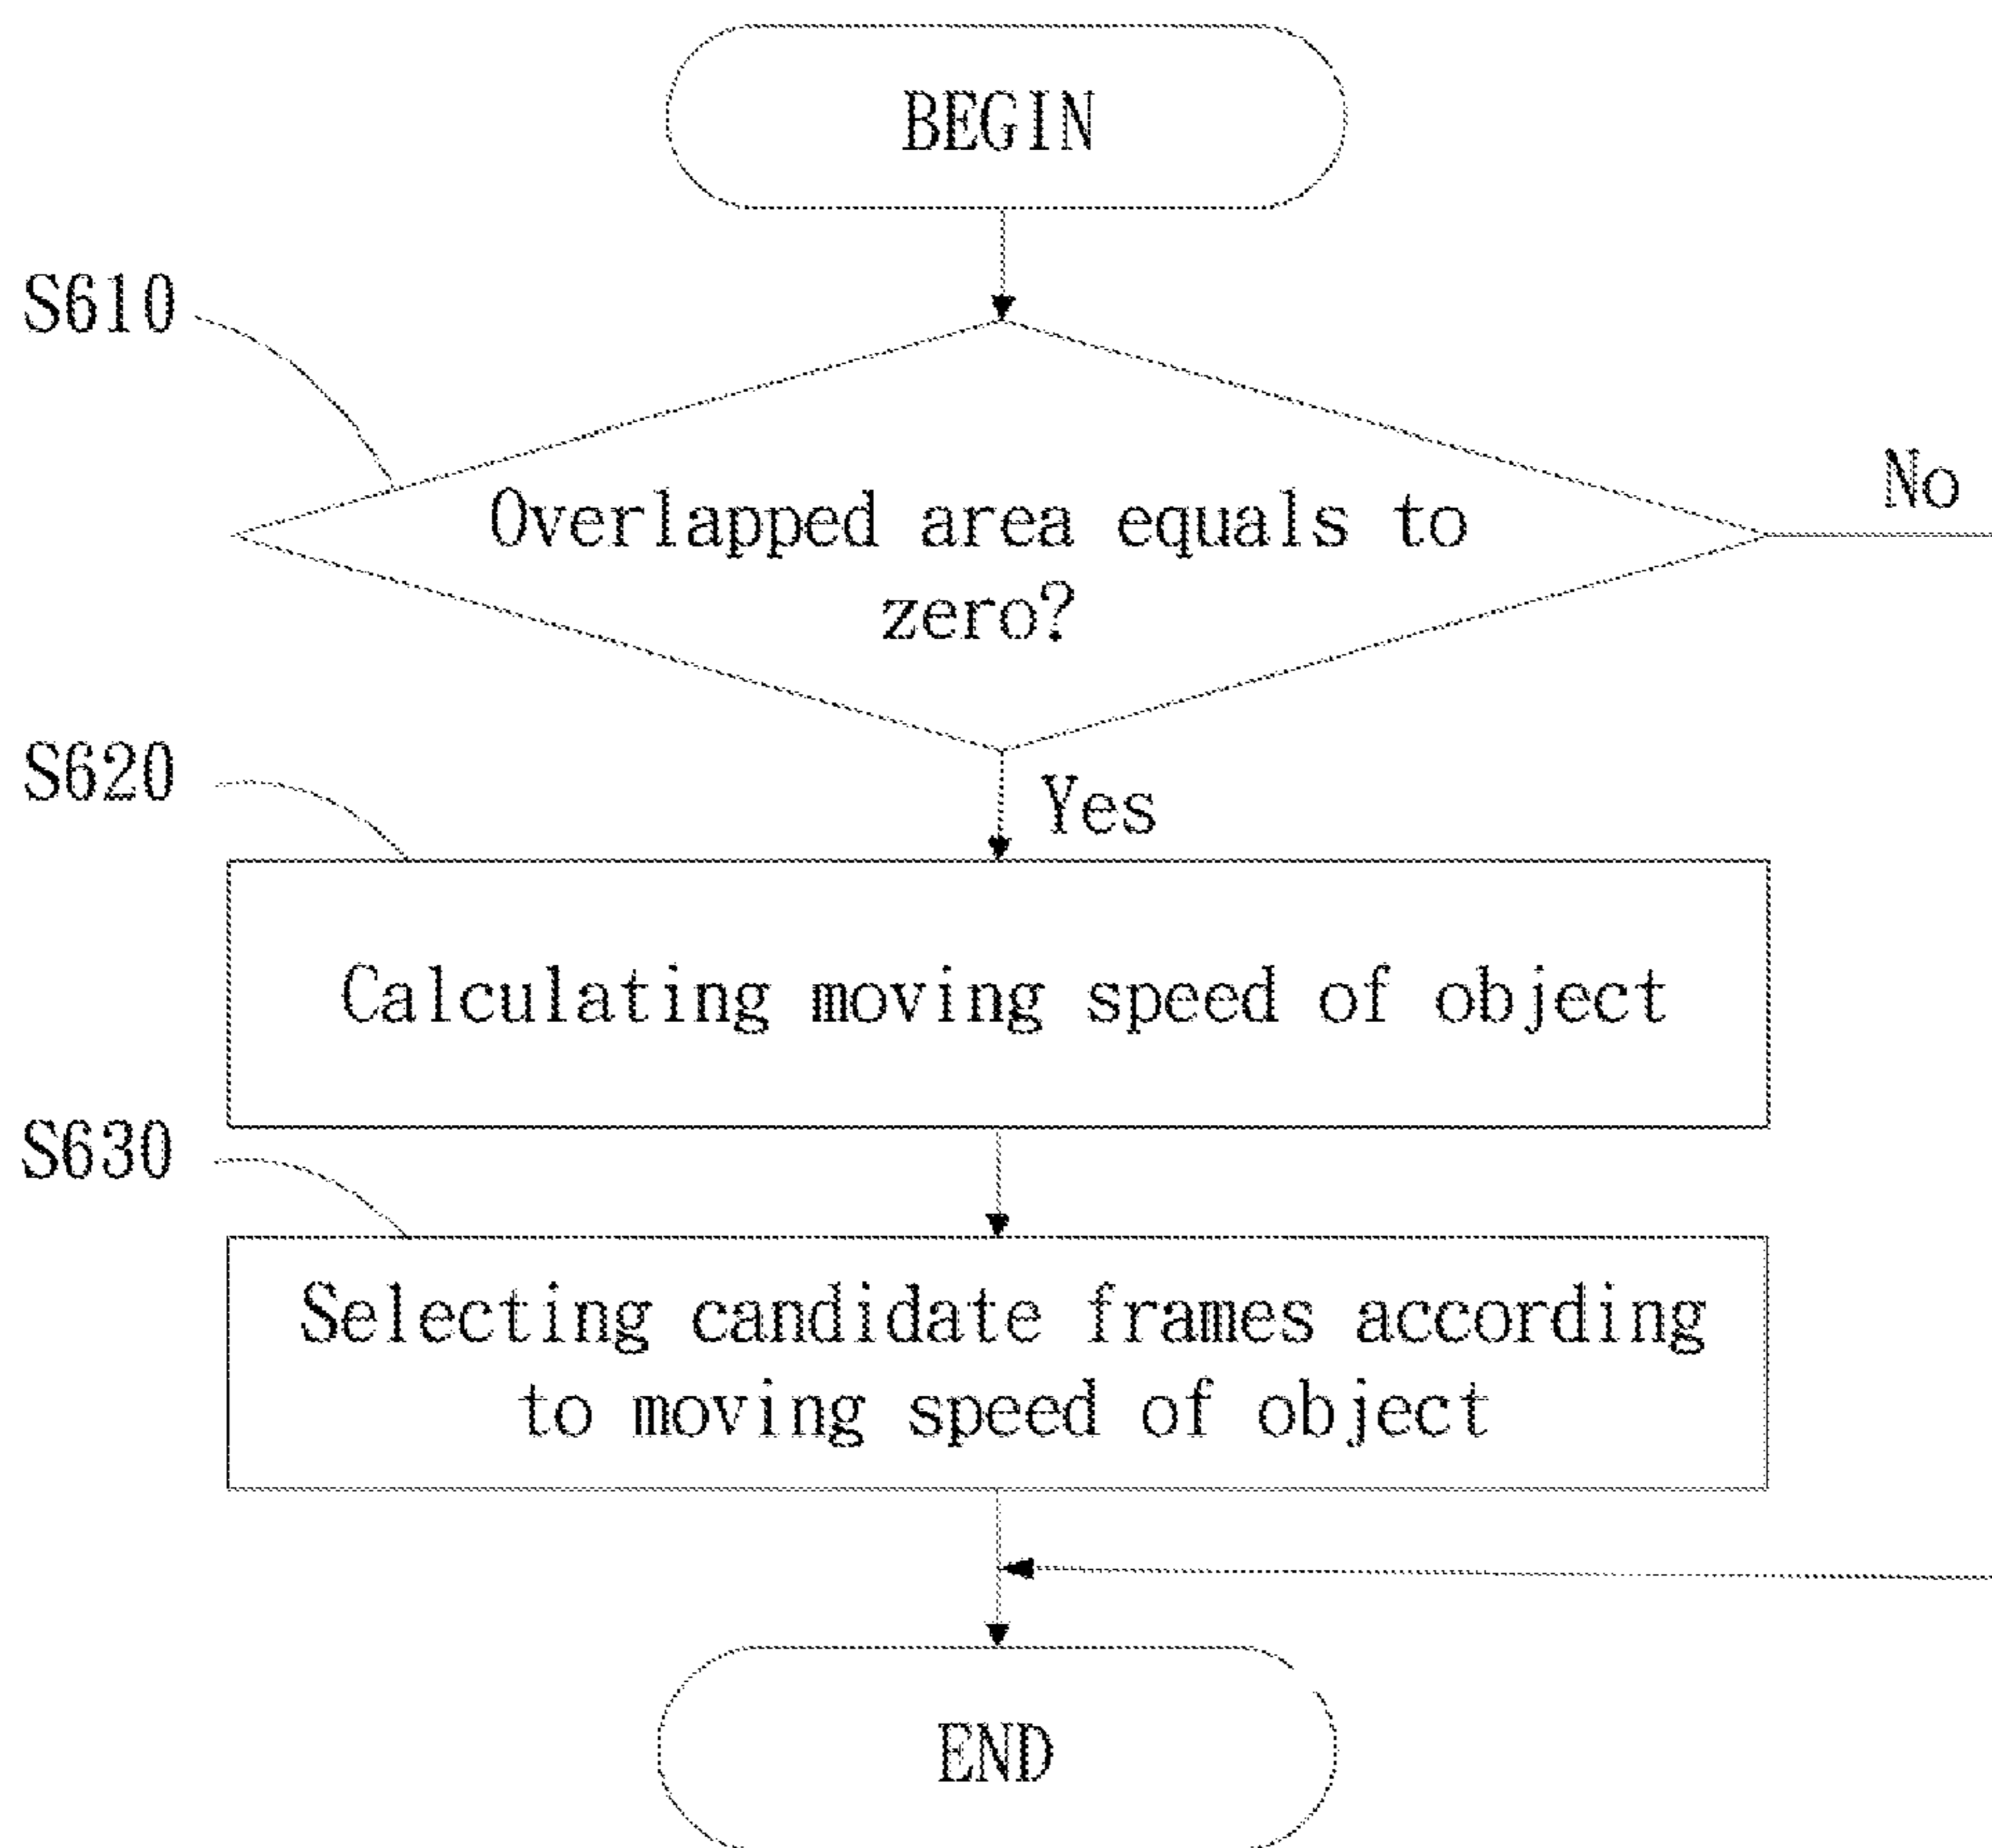 BEGIN
S610
No
Overlapped area equals to
zero?
S620
Yes
Calculating moving speed of object
S630
Selecting candidate frames according
to moving speed of object
END